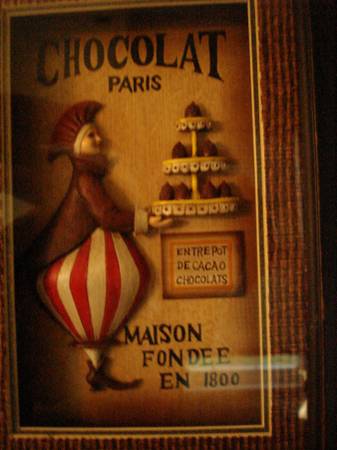 CHOCOLAT
PARIS
ENTREPOT
DE CACAO
CHOCOLATS
MAISON
FONDEE
EN 1800